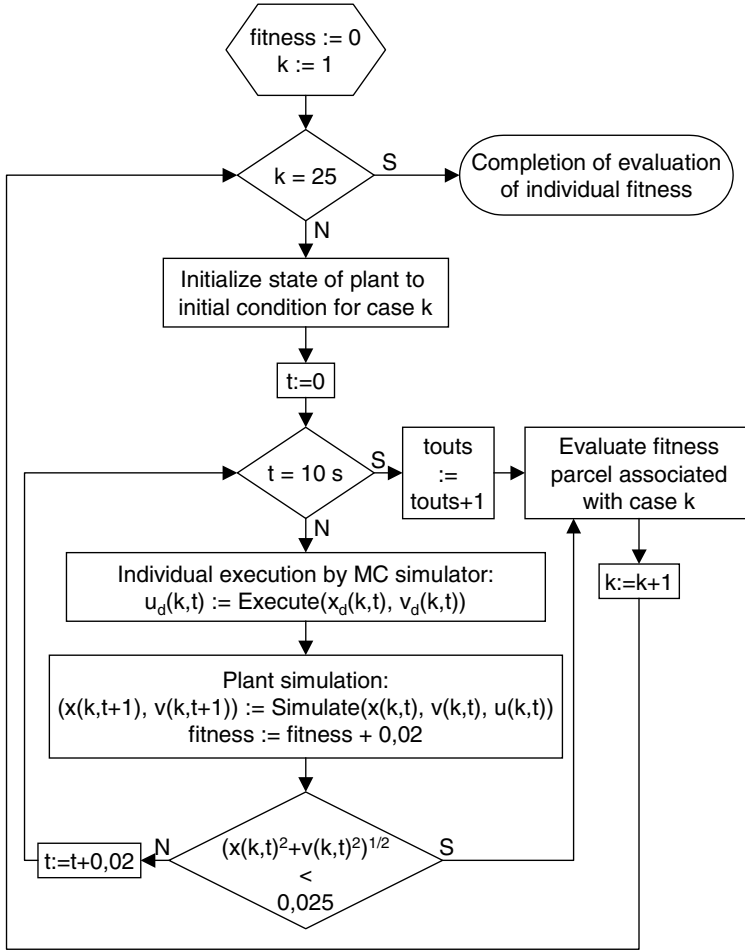 fitness := 0
k := 1
k = 25
S
Completion of evaluation
of individual fitness
N
Initialize state of plant to
initial condition for case k
t:=0
t = 10 s
S
touts
:=
touts+1
Evaluate fitness
parcel associated
with case k
N
k:=k+1
Individual execution by MC simulator:
u_d(k,t) := Execute(x_d(k,t), v_d(k,t))
Plant simulation:
(x(k,t+1), v(k,t+1)) := Simulate(x(k,t), v(k,t), u(k,t))
fitness := fitness + 0,02
t:=t+0,02
N
(x(k,t)²+v(k,t)²)^1/2
<
0,025
S